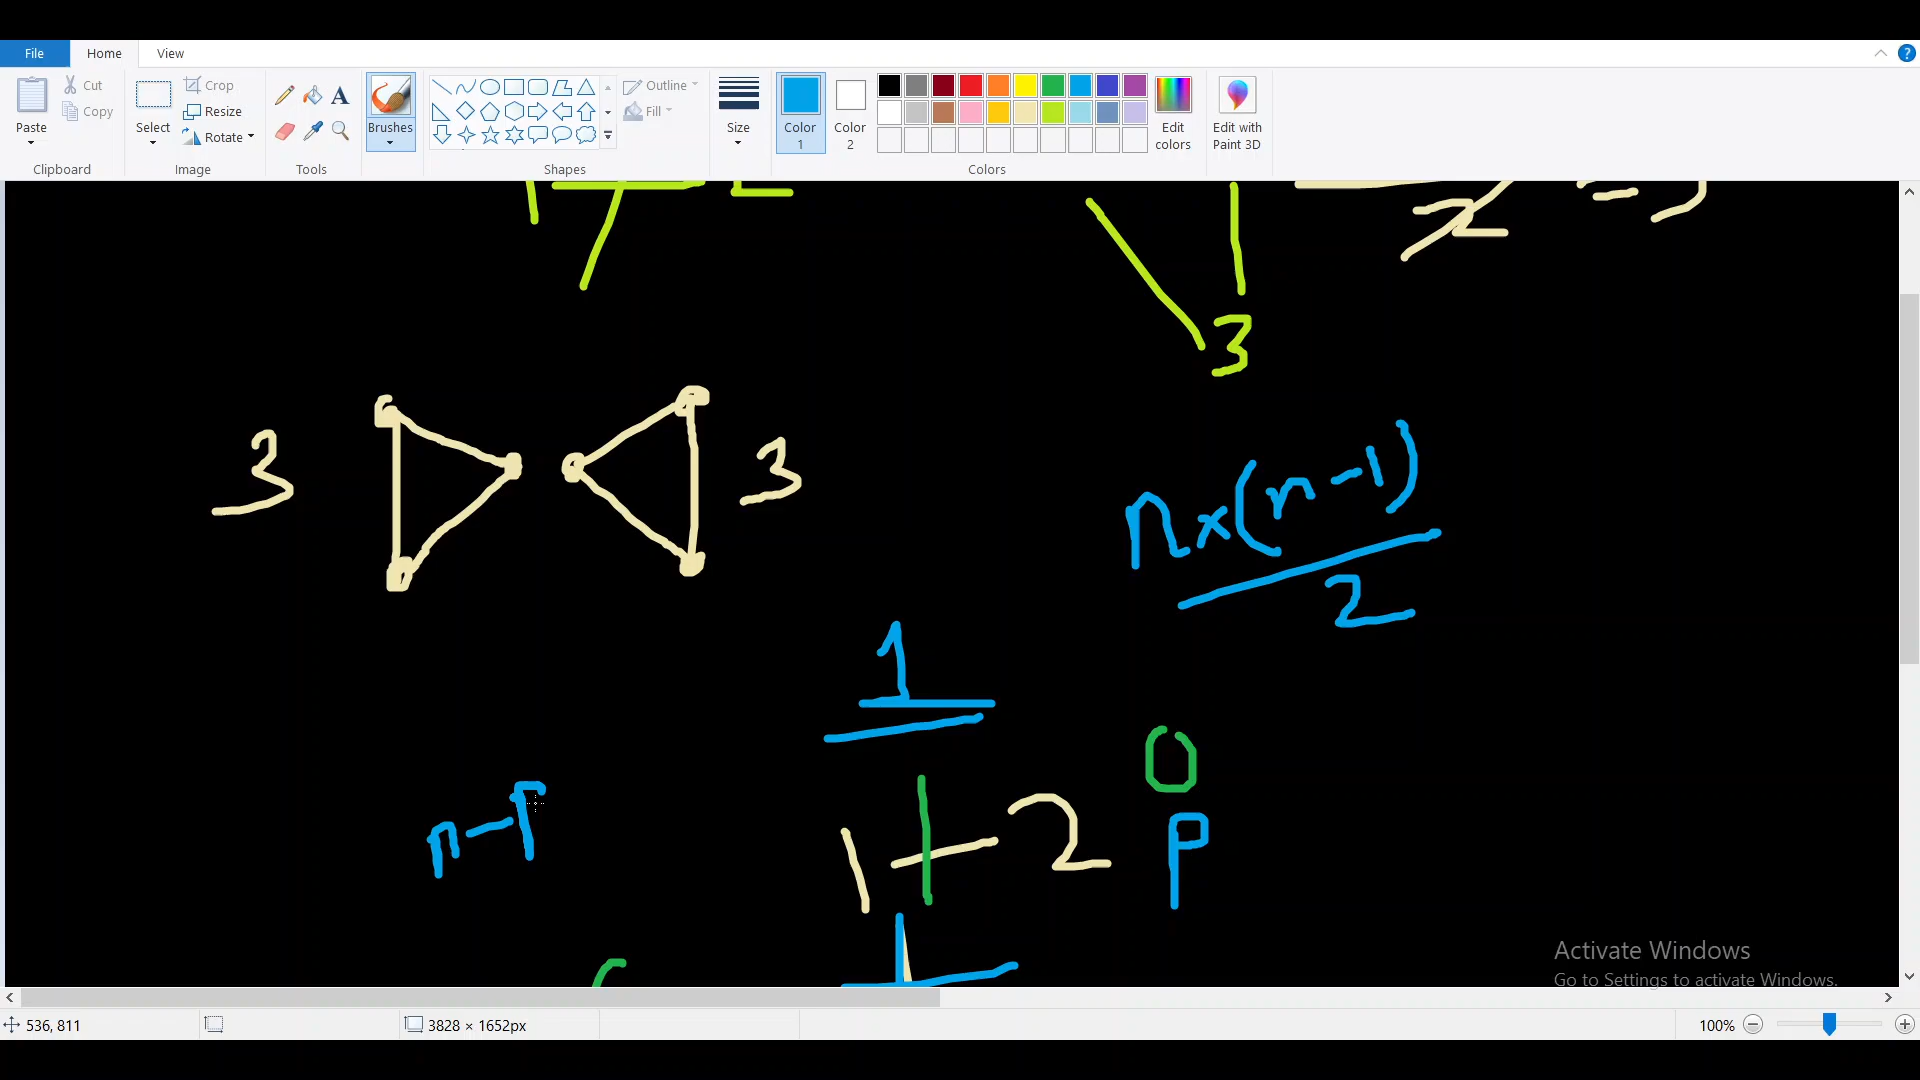 File Home View
Paste
Cut
Copy
Clipboard
Select
Crop
Resize
Rotate
Image
A
Tools
Brushes
Shapes
Outline
Fill
Size
Color 1
Color 2
Colors
Edit colors
Edit with Paint 3D
?
2
3
3
3
n×(n-1)
2
1
0
n-
1
2
P
Activate Windows
Go to Settings to activate Windows.
536, 811
3828 × 1652px
100%